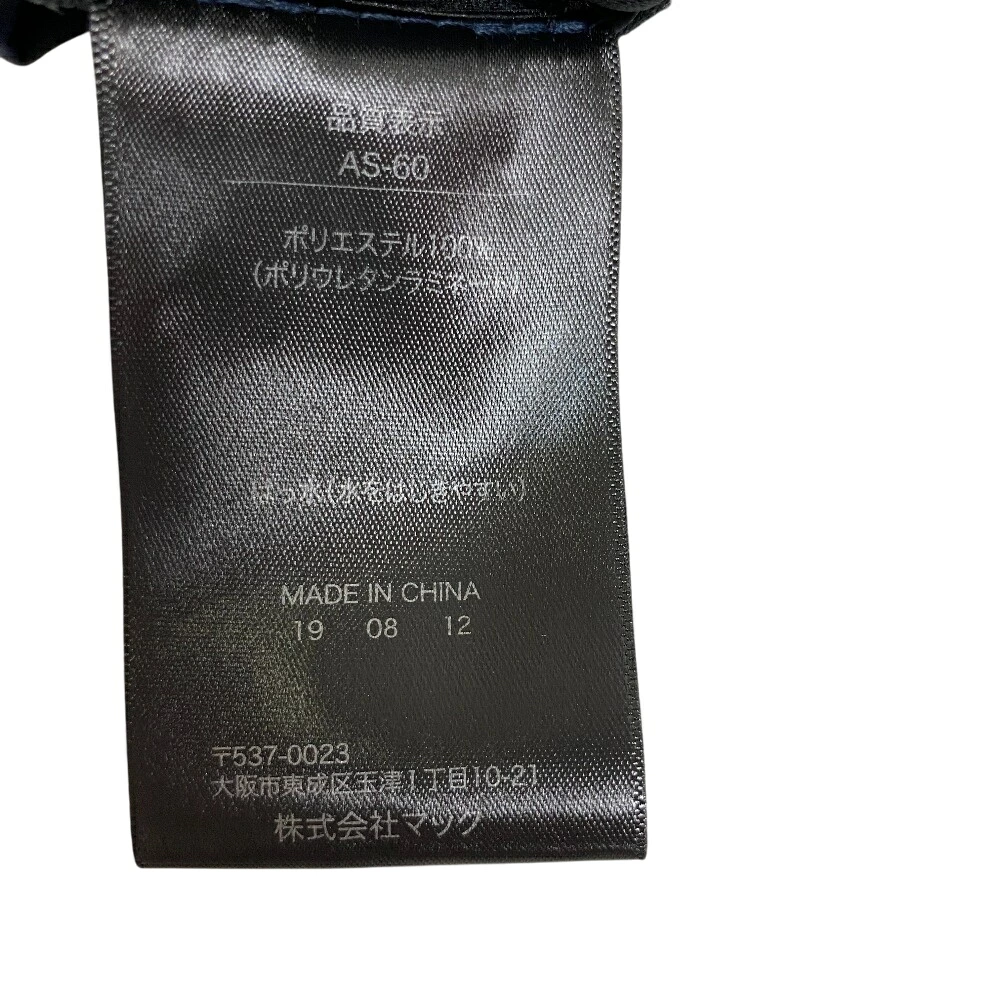 品質表示
AS-60
ポリエステル100%
(ポリウレタンラミネート)
はっ水(水をはじきやすい)
MADE IN CHINA
19 08 12
〒537-0023
大阪市東成区玉津1丁目10-21
株式会社マック